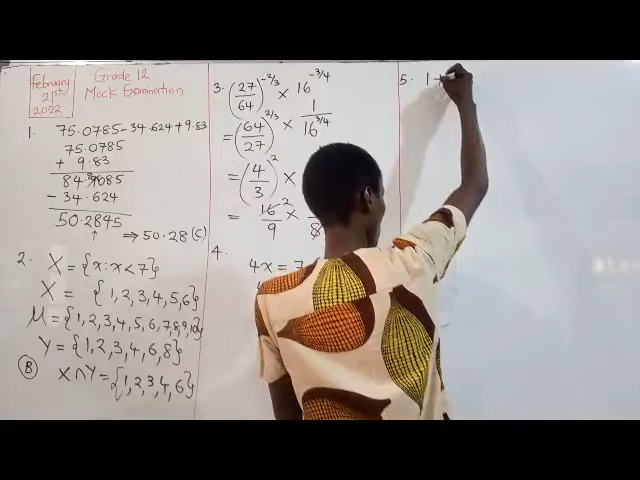 February
21st
2022
Grade 12
Mock Examination
1. 75.0785-34.624+9.83
75.0785
+ 9.83
84.9085
- 34.624
50.2845
↑ ⇒ 50.28 (C)
2. X = {x: x < 7}
X = {1,2,3,4,5,6}
μ = {1,2,3,4,5,6,7,8,9,10}
Y = {1,2,3,4,6,8}
(B) X ∩ Y = {1,2,3,4,6}
3. (27/64)^-2/3 × 16^-3/4
= (64/27)^2/3 × 1/16^3/4
= (4/3)^2 ×
= 16/9 × 2 /8
4.
4x = 7
5. 1 +